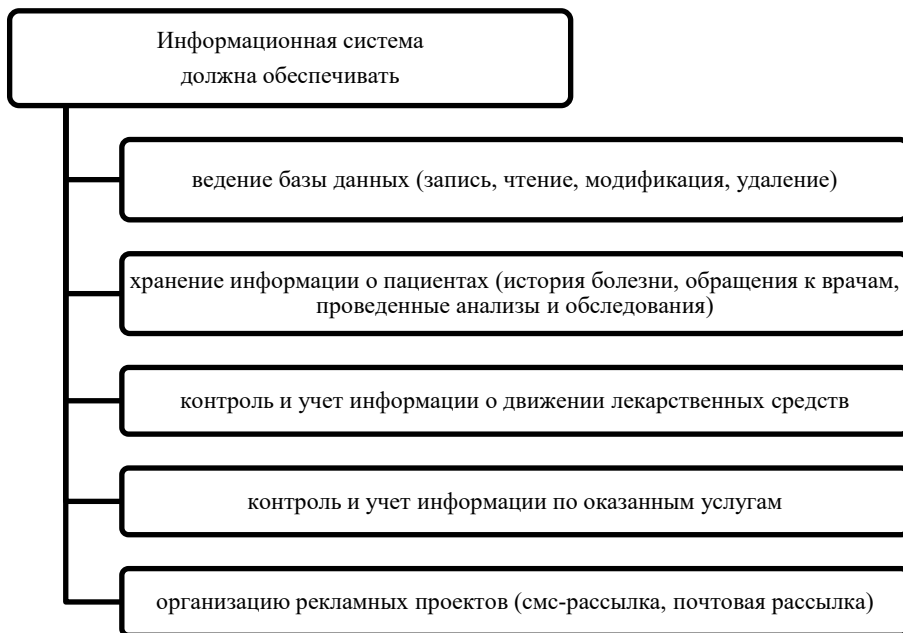 Информационная система
должна обеспечивать
ведение базы данных (запись, чтение, модификация, удаление)
хранение информации о пациентах (история болезни, обращения к врачам,
проведенные анализы и обследования)
контроль и учет информации о движении лекарственных средств
контроль и учет информации по оказанным услугам
организацию рекламных проектов (смс-рассылка, почтовая рассылка)